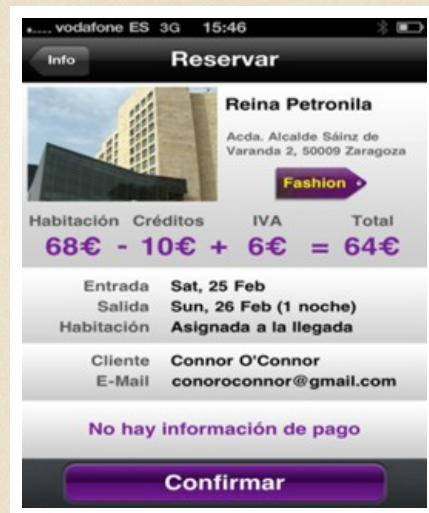 vodafone ES 3G 15:46
Info Reservar
Reina Petronila
Acda. Alcalde Sáinz de
Varanda 2, 50009 Zaragoza
Fashion
Habitación Créditos IVA Total
68€ - 10€ + 6€ = 64€
Entrada Sat, 25 Feb
Salida Sun, 26 Feb (1 noche)
Habitación Asignada a la llegada
Cliente Connor O'Connor
E-Mail conoroconnor@gmail.com
No hay información de pago
Confirmar